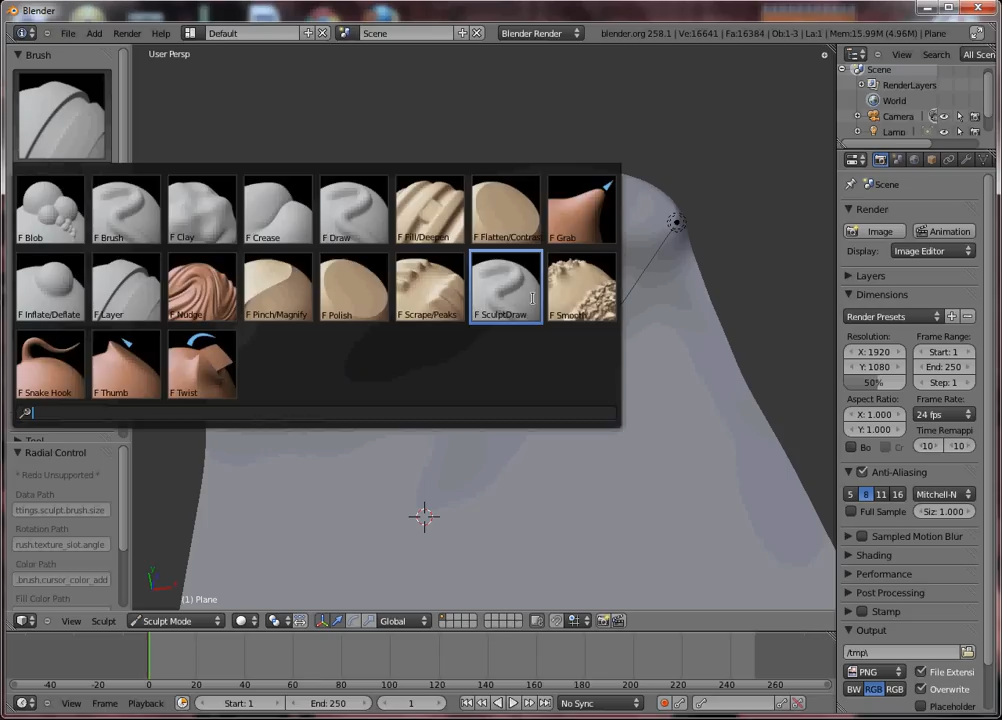 Blender
File Add Render Help Default Scene Blender Render blender.org 258.1 | Ve:16641 | Fa:16384 | Ob:1-3 | La:1 | Mem:15.99M (4.96M) | Plane
Brush
User Persp
View Search All Scen
Scene
RenderLayers
World
Camera
Lamp
F Blob F Brush F Clay F Crease F Draw F Fill/Deepen F Flatten/Contras F Grab
F Inflate/Deflate F Layer F Nudge F Pinch/Magnify F Polish F Scrape/Peaks F SculptDraw F Smooth
F Snake Hook F Thumb F Twist
Scene
Render
Image Animation
Display: Image Editor
Layers
Dimensions
Render Presets
Resolution: Frame Range:
X: 1920 Start: 1
Y: 1080 End: 250
50% Step: 1
Aspect Ratio: Frame Rate:
X: 1.000 24 fps
Y: 1.000 Time Remappi
Bo Cr 10 10
Anti-Aliasing
5 8 11 16 Mitchell-N
Full Sample Siz: 1.000
Sampled Motion Blur
Shading
Performance
Post Processing
Stamp
Output
/tmp\
PNG File Extensi
BW RGB RGB Overwrite
Placeholder
Tool
Radial Control
* Redo Unsupported *
Data Path
ttings.sculpt.brush.size
Rotation Path
rush.texture_slot.angle
Color Path
.brush.cursor_color_add
Fill Color Path
(1) Plane
View Sculpt Sculpt Mode Global
-40 -20 0 20 40 60 80 100 120 140 160 180 200 220 240 260
View Frame Playback Start: 1 End: 250 1 No Sync